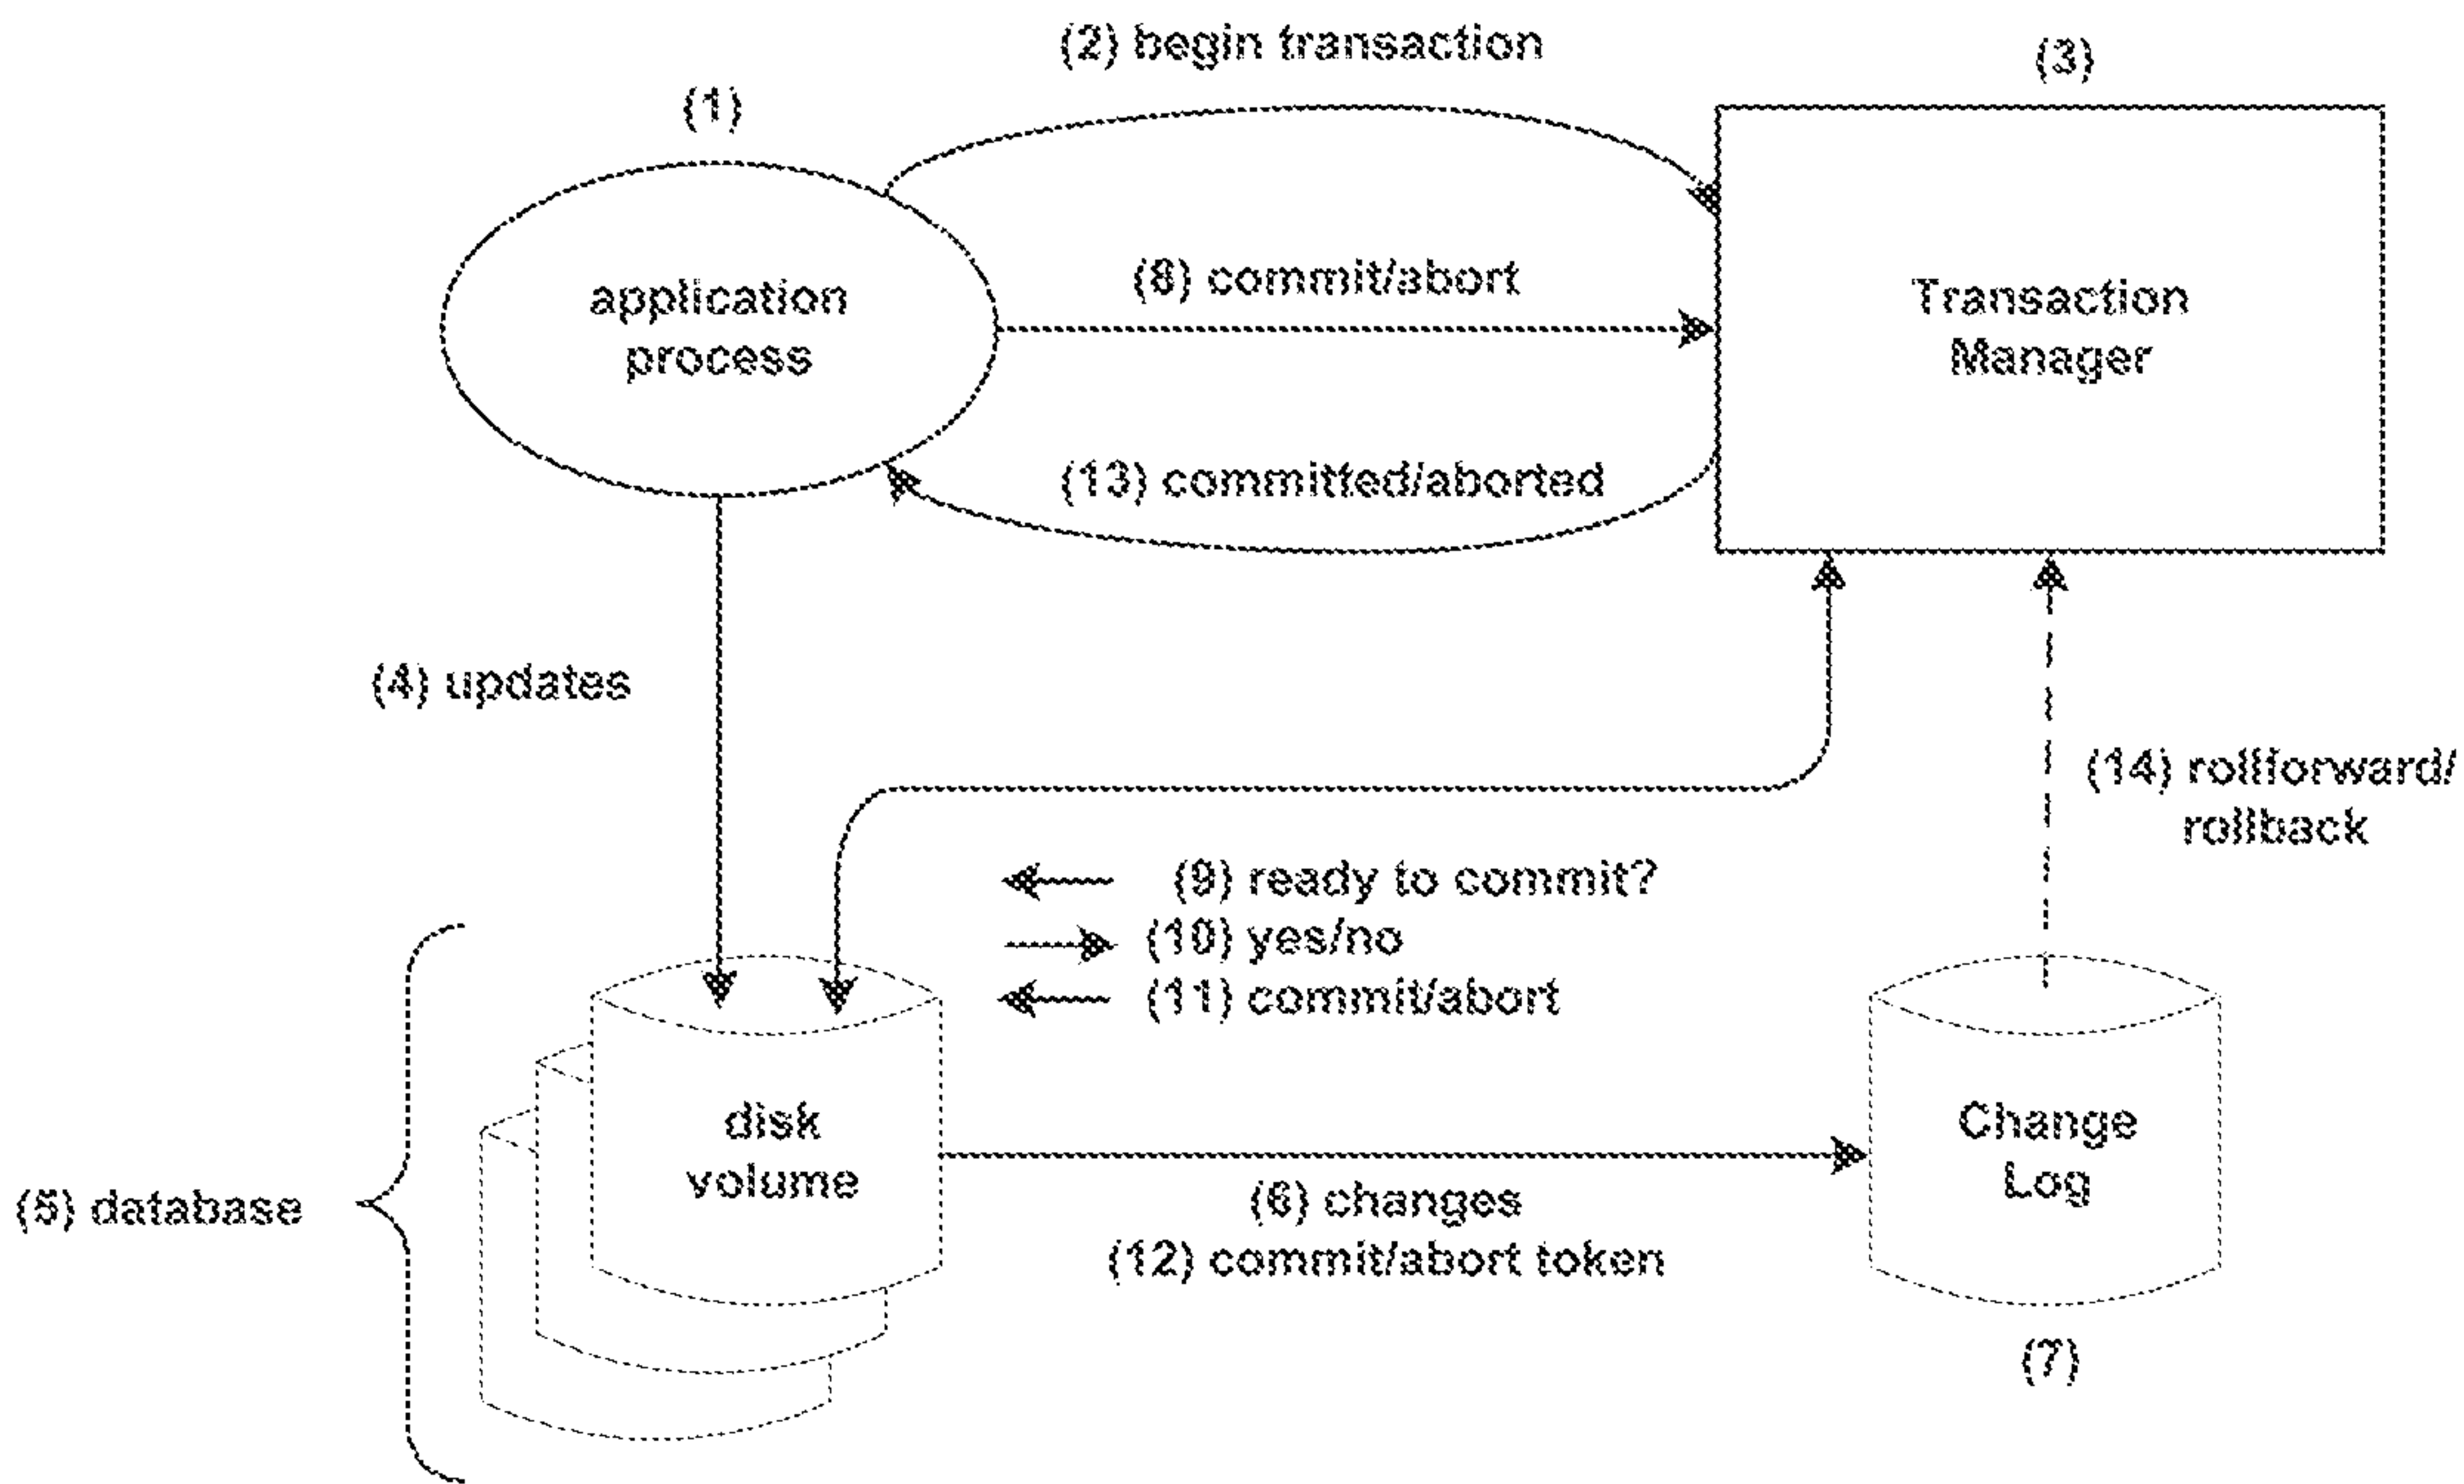 (2) begin transaction
(3)
(1)
application
process
(8) commit/abort
Transaction
Manager
(13) committed/aborted
(4) updates
(14) rollforward/
rollback
(9) ready to commit?
(10) yes/no
(11) commit/abort
disk
volume
Change
Log
(5) database
(6) changes
(12) commit/abort token
(7)